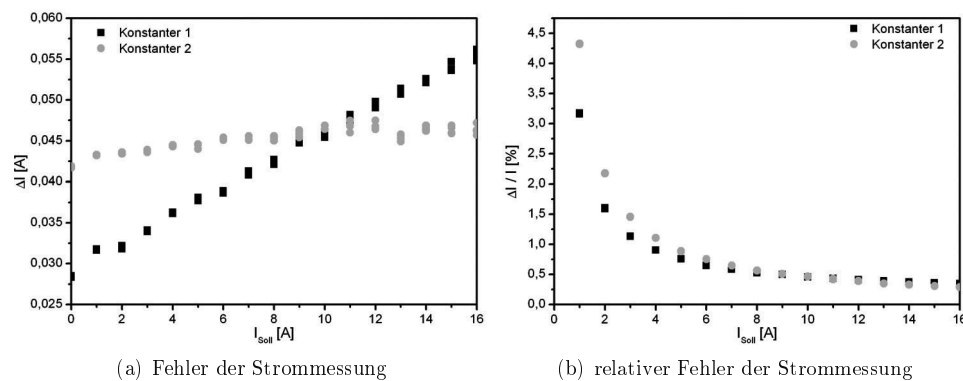 0,060
0,055
0,050
0,045
0,040
0,035
0,030
0,025
ΔI [A]
Konstanter 1
Konstanter 2
0 2 4 6 8 10 12 14 16
I_Soll [A]
(a) Fehler der Strommessung
4,5
4,0
3,5
3,0
2,5
2,0
1,5
1,0
0,5
0,0
ΔI / I [%]
Konstanter 1
Konstanter 2
0 2 4 6 8 10 12 14 16
I_Soll [A]
(b) relativer Fehler der Strommessung